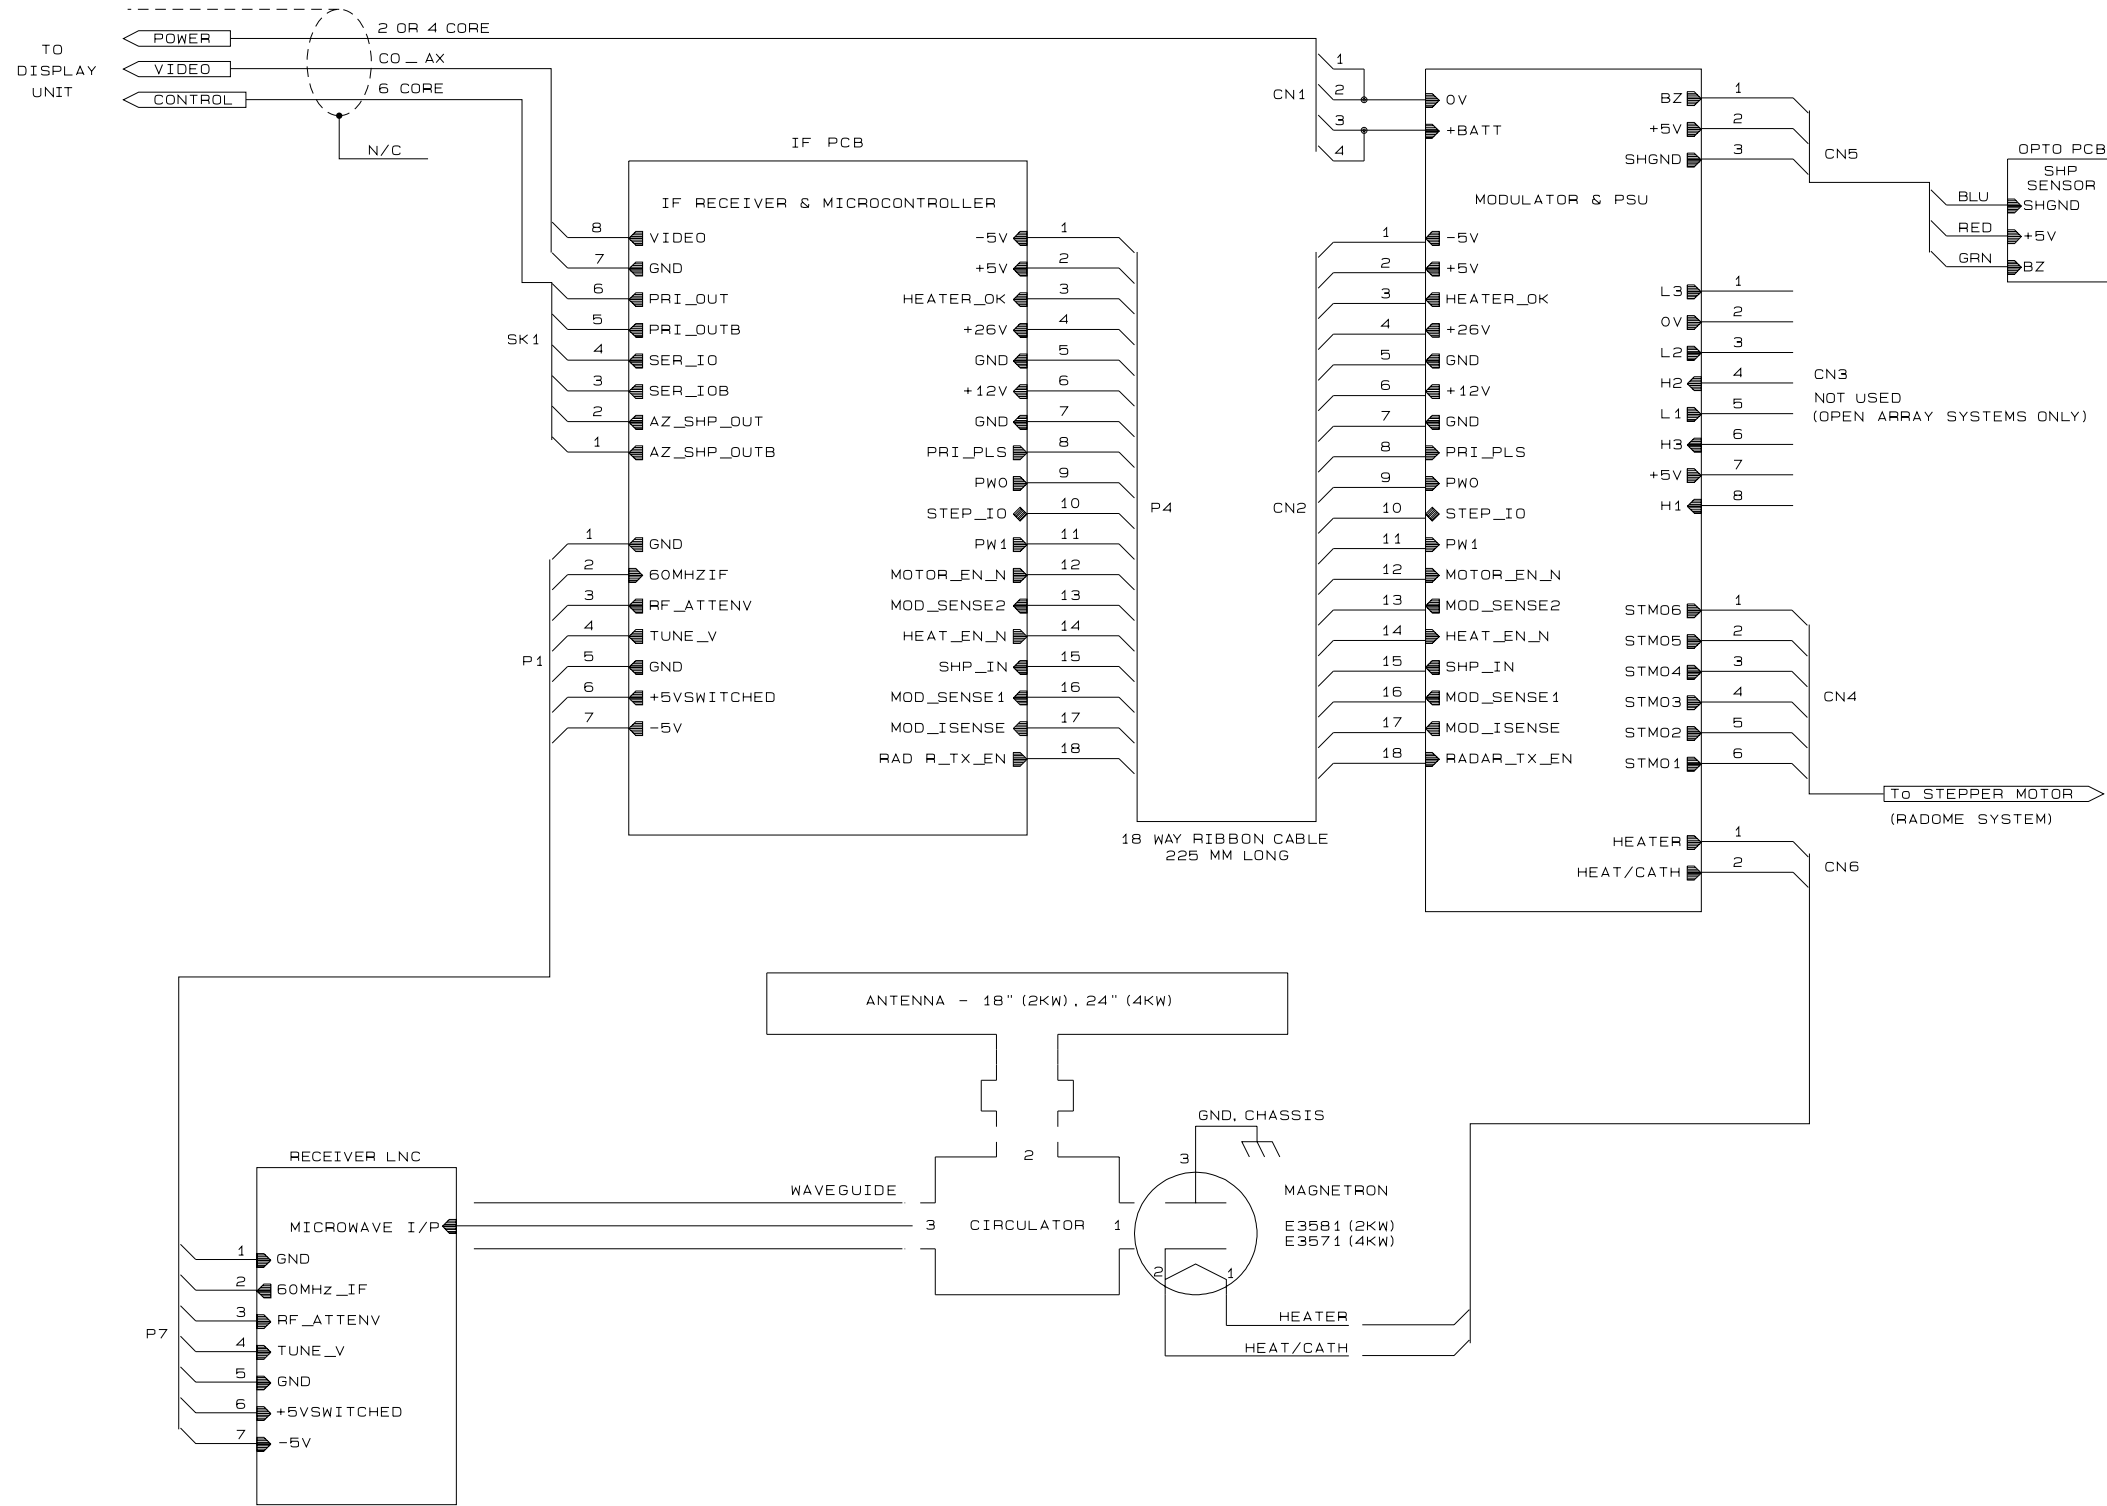 TO
DISPLAY
UNIT
POWER
VIDEO
CONTROL
2 OR 4 CORE
CO_AX
6 CORE
N/C
IF PCB
IF RECEIVER & MICROCONTROLLER
SK1
8 VIDEO
7 GND
6 PRI_OUT
5 PRI_OUTB
4 SER_IO
3 SER_IOB
2 AZ_SHP_OUT
1 AZ_SHP_OUTB
P1
1 GND
2 60MHZIF
3 RF_ATTENV
4 TUNE_V
5 GND
6 +5VSWITCHED
7 -5V
-5V 1
+5V 2
HEATER_OK 3
+26V 4
GND 5
+12V 6
GND 7
PRI_PLS 8
PW0 9
STEP_IO 10
PW1 11
MOTOR_EN_N 12
MOD_SENSE2 13
HEAT_EN_N 14
SHP_IN 15
MOD_SENSE1 16
MOD_ISENSE 17
RAD R_TX_EN 18
P4
18 WAY RIBBON CABLE
225 MM LONG
CN1
1
2
3
4
0V
+BATT
MODULATOR & PSU
CN2
1 -5V
2 +5V
3 HEATER_OK
4 +26V
5 GND
6 +12V
7 GND
8 PRI_PLS
9 PW0
10 STEP_IO
11 PW1
12 MOTOR_EN_N
13 MOD_SENSE2
14 HEAT_EN_N
15 SHP_IN
16 MOD_SENSE1
17 MOD_ISENSE
18 RADAR_TX_EN
BZ 1
+5V 2
SHGND 3
CN5
OPTO PCB
SHP
SENSOR
BLU SHGND
RED +5V
GRN BZ
L3 1
0V 2
L2 3
H2 4
L1 5
H3 6
+5V 7
H1 8
CN3
NOT USED
(OPEN ARRAY SYSTEMS ONLY)
STM06 1
STM05 2
STM04 3
STM03 4
STM02 5
STM01 6
CN4
To STEPPER MOTOR
(RADOME SYSTEM)
HEATER 1
HEAT/CATH 2
CN6
ANTENNA - 18" (2KW), 24" (4KW)
GND, CHASSIS
RECEIVER LNC
MICROWAVE I/P
WAVEGUIDE
2
3 CIRCULATOR 1
3
2
1
MAGNETRON
E3581 (2KW)
E3571 (4KW)
HEATER
HEAT/CATH
P7
1 GND
2 60MHz_IF
3 RF_ATTENV
4 TUNE_V
5 GND
6 +5VSWITCHED
7 -5V